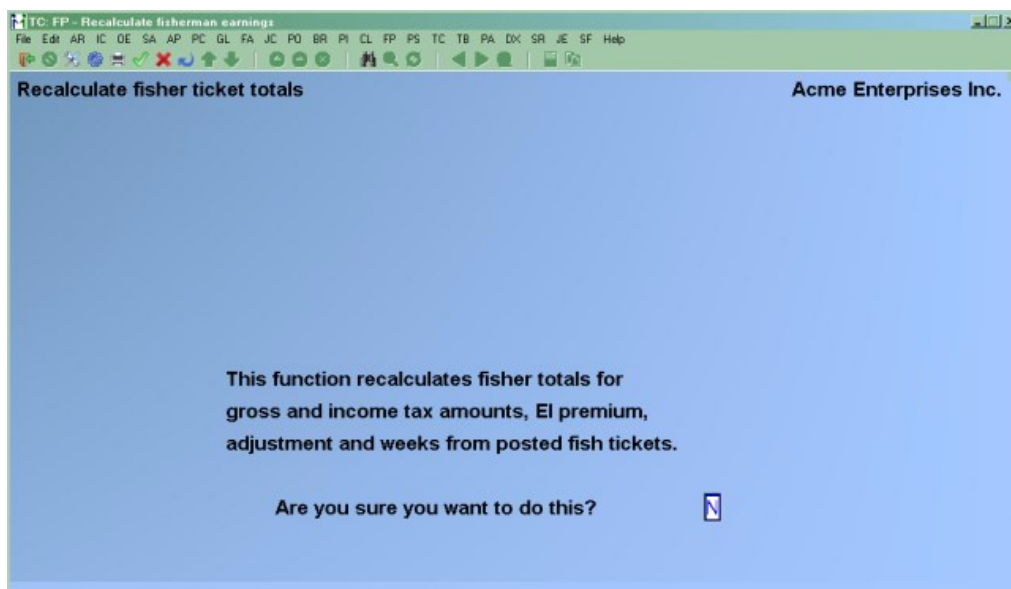 TC: FP - Recalculate fisherman earnings
File Edit AR IC OE SA AP PC GL FA JC PO BR PI CL FP PS TC TB PA DX SR JE SF Help
Recalculate fisher ticket totals
Acme Enterprises Inc.
This function recalculates fisher totals for
gross and income tax amounts, EI premium,
adjustment and weeks from posted fish tickets.
Are you sure you want to do this? N